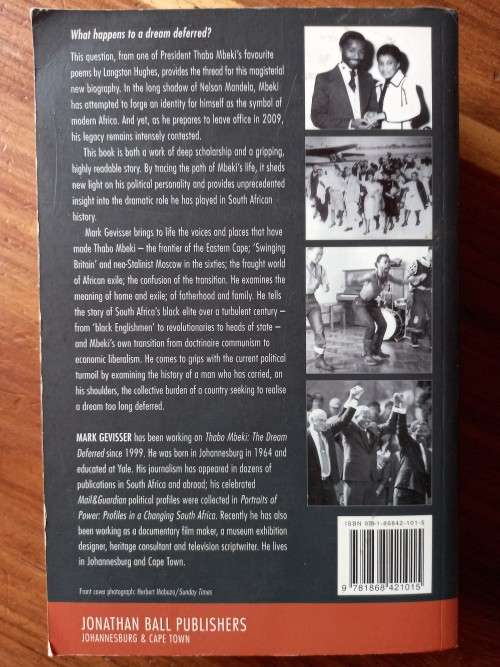 What happens to a dream deferred?
This question, from one of President Thabo Mbeki's favourite
poems by Langston Hughes, provides the thread for this magisterial
new biography. In the long shadow of Nelson Mandela, Mbeki
has attempted to forge an identity for himself as the symbol of
modern Africa. And yet, as he prepares to leave office in 2009,
his legacy remains intensely contested.
This book is both a work of deep scholarship and a gripping,
highly readable story. By tracing the path of Mbeki's life, it sheds
new light on his political personality and provides unprecedented
insight into the dramatic role he has played in South African
history.
Mark Gevisser brings to life the voices and places that have
made Thabo Mbeki – the frontier of the Eastern Cape; 'Swinging
Britain' and neo-Stalinist Moscow in the sixties; the fraught world
of African exile; the confusion of the transition. He examines the
meaning of home and exile; of fatherhood and family. He tells
the story of South Africa's black elite over a turbulent century –
from 'black Englishmen' to revolutionaries to heads of state –
and Mbeki's own transition from doctrinaire communism to
economic liberalism. He comes to grips with the current political
turmoil by examining the history of a man who has carried, on
his shoulders, the collective burden of a country seeking to realise
a dream too long deferred.
MARK GEVISSER has been working on Thabo Mbeki: The Dream
Deferred since 1999. He was born in Johannesburg in 1964 and
educated at Yale. His journalism has appeared in dozens of
publications in South Africa and abroad; his celebrated
Mail&Guardian political profiles were collected in Portraits of
Power: Profiles in a Changing South Africa. Recently he has also
been working as a documentary film maker, a museum exhibition
designer, heritage consultant and television scriptwriter. He lives
in Johannesburg and Cape Town.
Front cover photograph: Herbert Mabuza/Sunday Times
ISBN 978-1-86842-101-5
9 781868 421015
JONATHAN BALL PUBLISHERS
JOHANNESBURG & CAPE TOWN